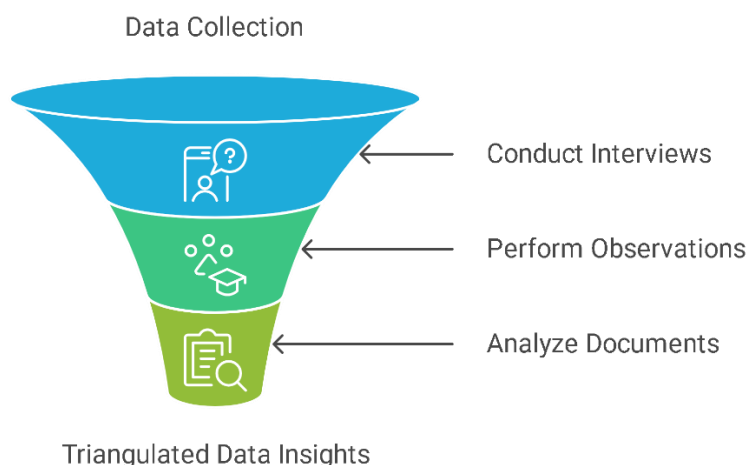 Data Collection
?
Conduct Interviews
Perform Observations
Analyze Documents
Triangulated Data Insights